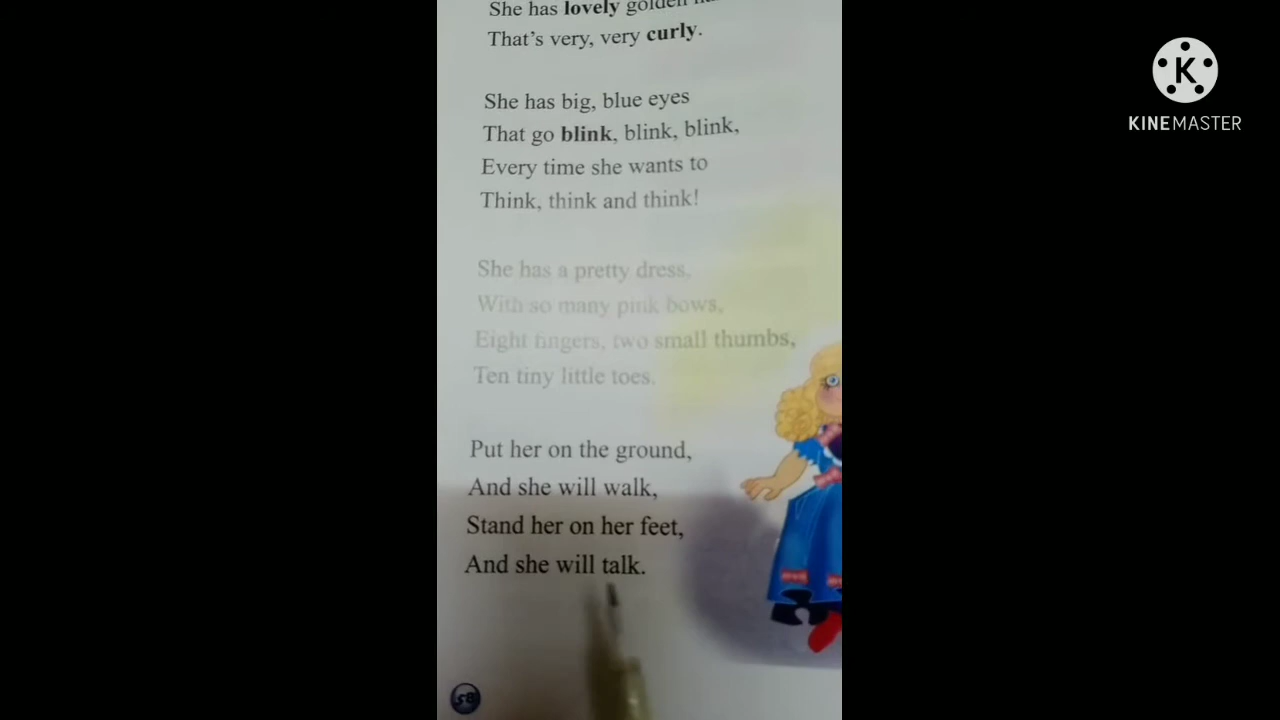 She has lovely golden
That's very, very curly.
She has big, blue eyes
That go blink, blink, blink,
Every time she wants to
Think, think and think!
She has a pretty dress,
With so many pink bows,
Eight fingers, two small thumbs,
Ten tiny little toes.
Put her on the ground,
And she will walk,
Stand her on her feet,
And she will talk.
58
KINEMASTER